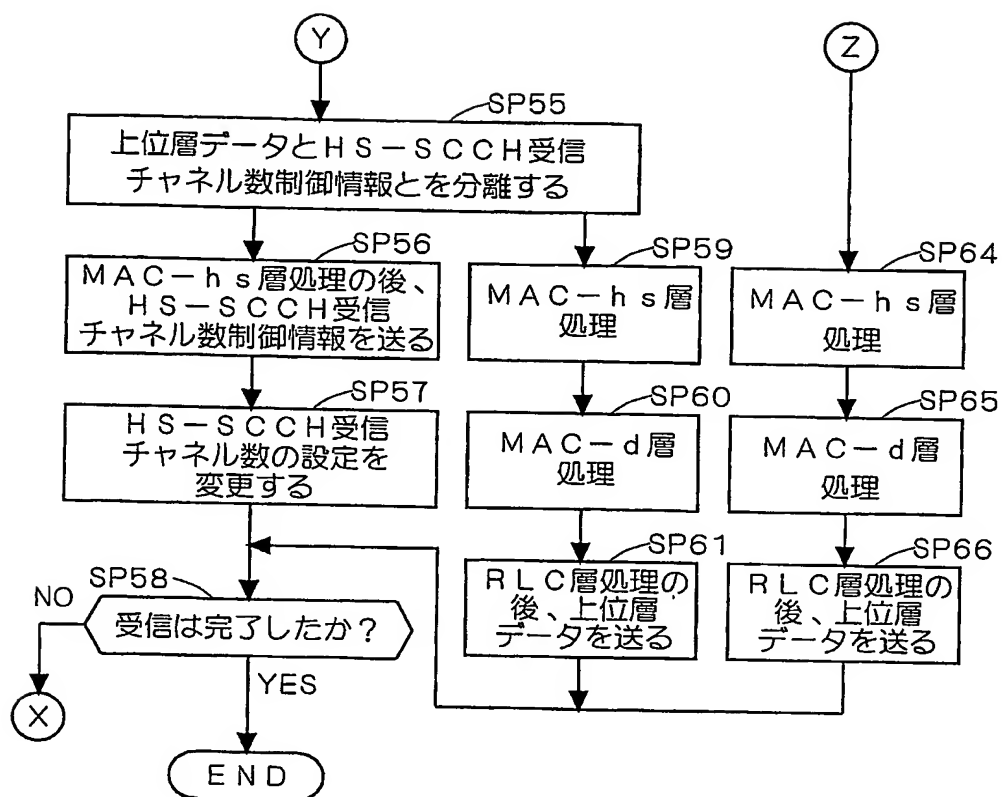 Y
Z
SP55
上位層データとHS-SCCH受信
チャネル数制御情報とを分離する
SP56
MAC-hs層処理の後、
HS-SCCH受信
チャネル数制御情報を送る
SP59
MAC-hs層
処理
SP64
MAC-hs層
処理
SP57
HS-SCCH受信
チャネル数の設定を
変更する
SP60
MAC-d層
処理
SP65
MAC-d層
処理
SP58
NO
受信は完了したか?
YES
SP61
RLC層処理の
後、上位層
データを送る
SP66
RLC層処理の
後、上位層
データを送る
X
END